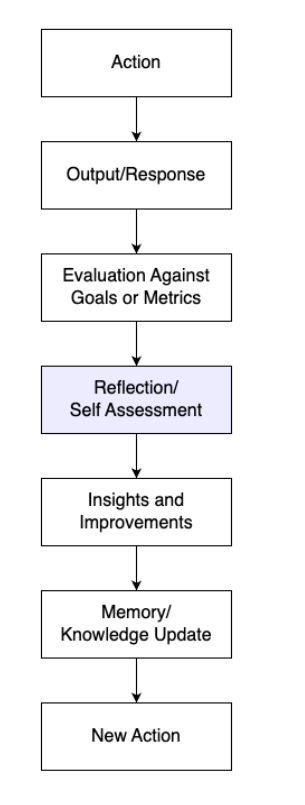 Action
Output/Response
Evaluation Against
Goals or Metrics
Reflection/
Self Assessment
Insights and
Improvements
Memory/
Knowledge Update
New Action